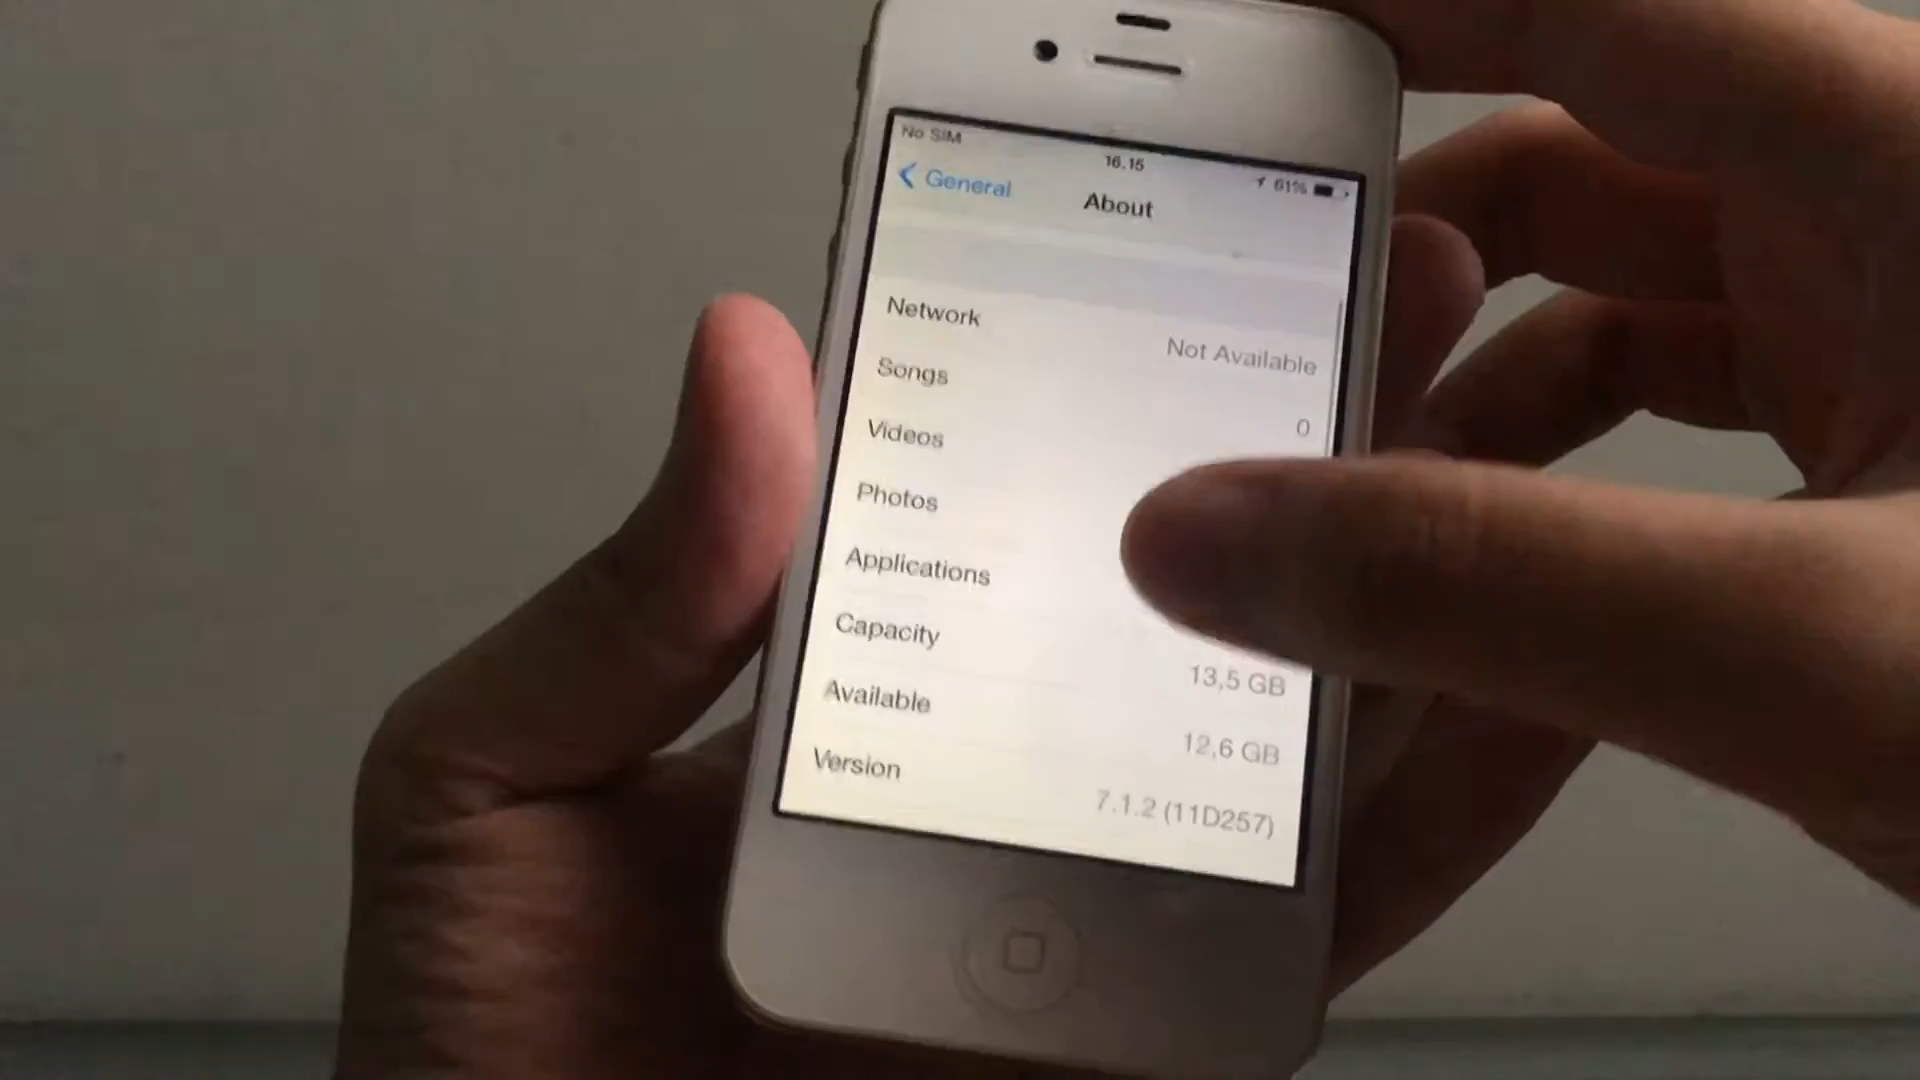 No SIM 16.15 61%
General About
Network Not Available
Songs 0
Videos
Photos
Applications
Capacity 13,5 GB
Available 12,6 GB
Version 7.1.2 (11D257)